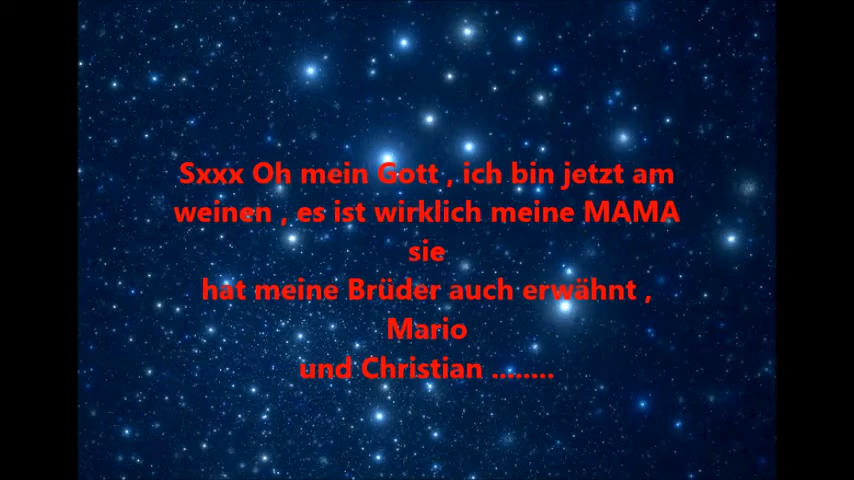 Sxxx Oh mein Gott , ich bin jetzt am
weinen , es ist wirklich meine MAMA
sie
hat meine Brüder auch erwähnt ,
Mario
und Christian ........